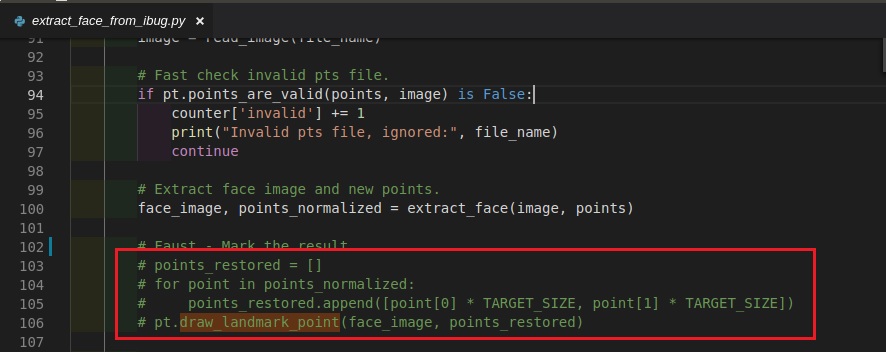 extract_face_from_ibug.py ×
91 image = read_image(file_name)
92
93 # Fast check invalid pts file.
94 if pt.points_are_valid(points, image) is False:
95 counter['invalid'] += 1
96 print("Invalid pts file, ignored:", file_name)
97 continue
98
99 # Extract face image and new points.
100 face_image, points_normalized = extract_face(image, points)
101
102 # Faust - Mark the result
103 # points_restored = []
104 # for point in points_normalized:
105 #     points_restored.append([point[0] * TARGET_SIZE, point[1] * TARGET_SIZE])
106 # pt.draw_landmark_point(face_image, points_restored)
107